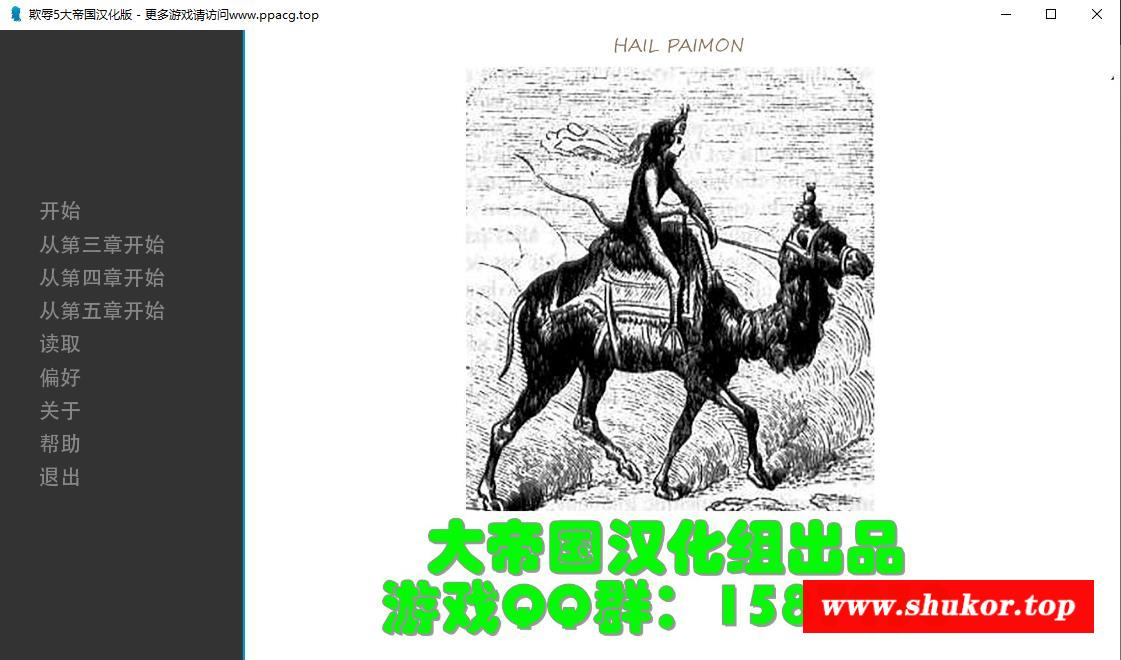 欺辱5大帝国汉化版 - 更多游戏请访问www.ppacg.top
HAIL PAIMON
开始
从第三章开始
从第四章开始
从第五章开始
读取
偏好
关于
帮助
退出
大帝国汉化组出品
游戏QQ群：158
www.shukor.top